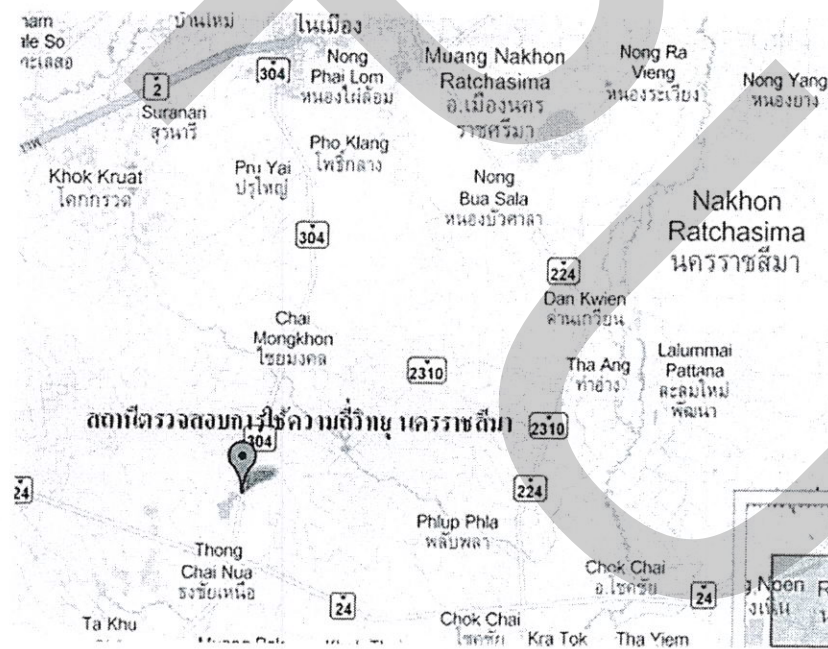 บ้านใหม่
ในเมือง
304
Nong
Phai Lom
หนองไผ่ล้อม
Muang Nakhon
Ratchasima
อ.เมืองนคร
ราชศรีมา
Nong Ra
Vieng
หนองระเวียง
Nong Yang
หนองยาง
2
Suranari
สุรนารี
Pho Klang
โพธิ์กลาง
Khok Kruat
โคกกรวด
Pru Yai
ปรุใหญ่
Nong
Bua Sala
หนองบัวศาลา
Nakhon
Ratchasima
นครราชสีมา
304
224
Dan Kwien
ด่านเกวียน
Chai
Mongkhon
ไชยมงคล
2310
Tha Ang
ท่าอ่าง
Lalummai
Pattana
ละลมใหม่
พัฒนา
สถานีตรวจสอบการใช้ความถี่วิทยุ นครราชสีมา
2310
304
24
224
Phlup Phla
พลับพลา
Thong
Chai Nua
ธงชัยเหนือ
Chok Chai
อ.โชคชัย
24
24
Ta Khu
Chok Chai
โชคชัย
Kra Tok
Tha Yiem